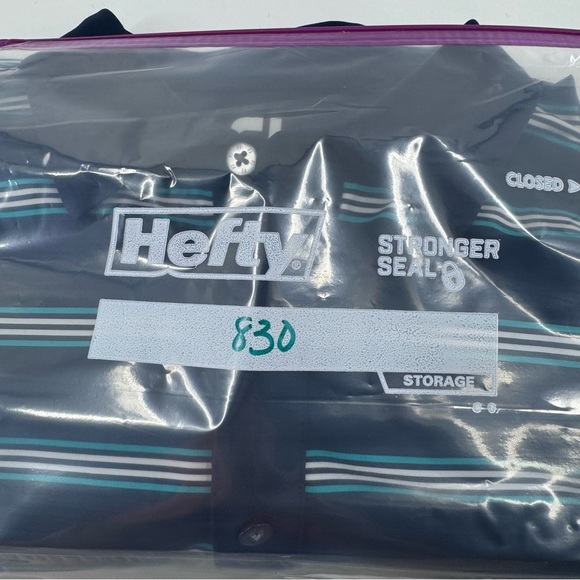 CLOSED
Hefty
STRONGER
SEAL
830
STORAGE